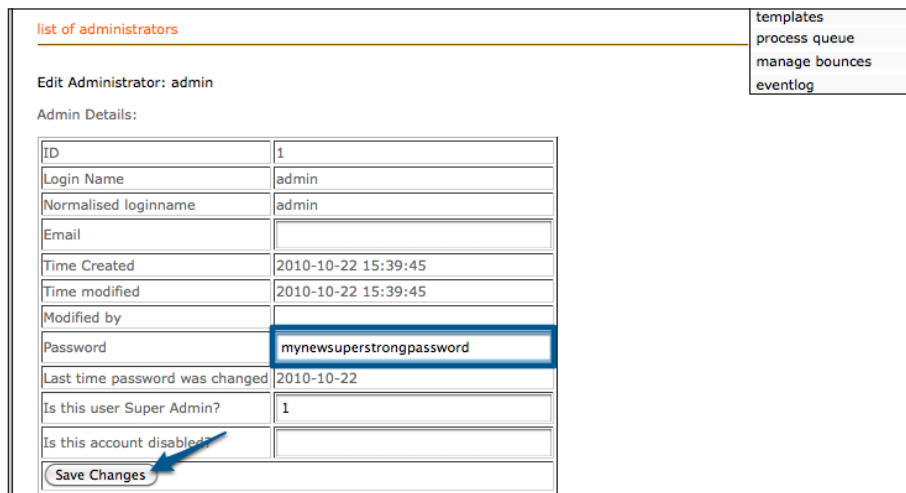 list of administrators
templates
process queue
manage bounces
eventlog
Edit Administrator: admin
Admin Details:
ID 1
Login Name admin
Normalised loginname admin
Email
Time Created 2010-10-22 15:39:45
Time modified 2010-10-22 15:39:45
Modified by
Password mynewsuperstrongpassword
Last time password was changed 2010-10-22
Is this user Super Admin? 1
Is this account disabled?
Save Changes